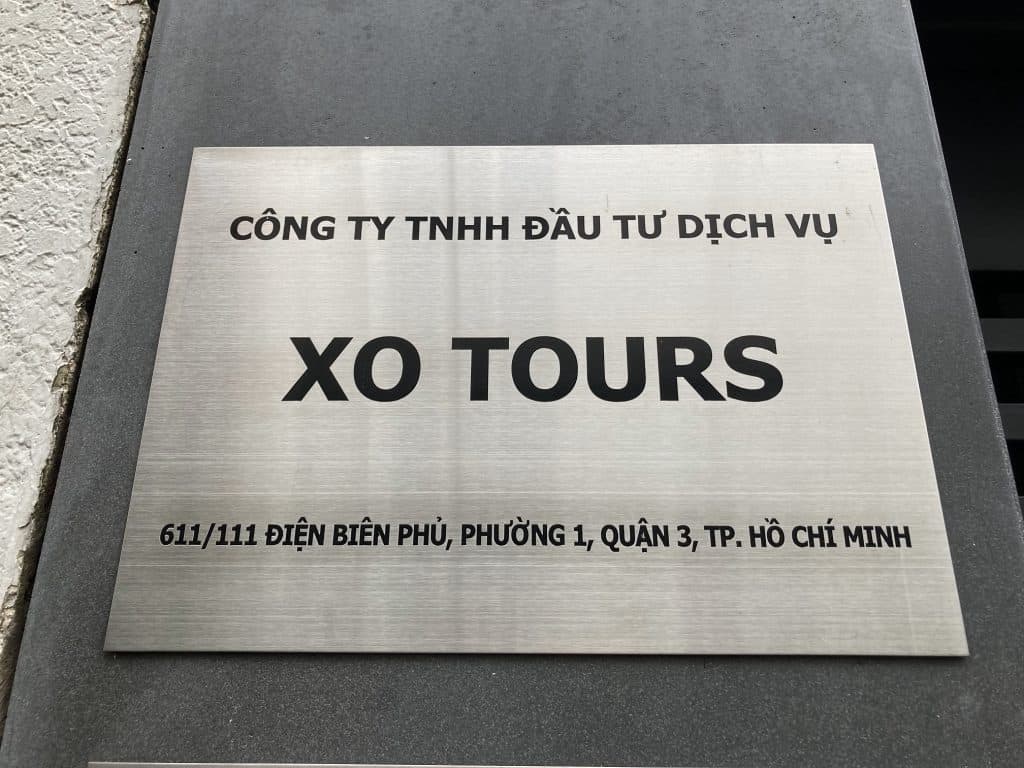 CÔNG TY TNHH ĐẦU TƯ DỊCH VỤ
XO TOURS
611/111 ĐIỆN BIÊN PHỦ, PHƯỜNG 1, QUẬN 3, TP. HỒ CHÍ MINH